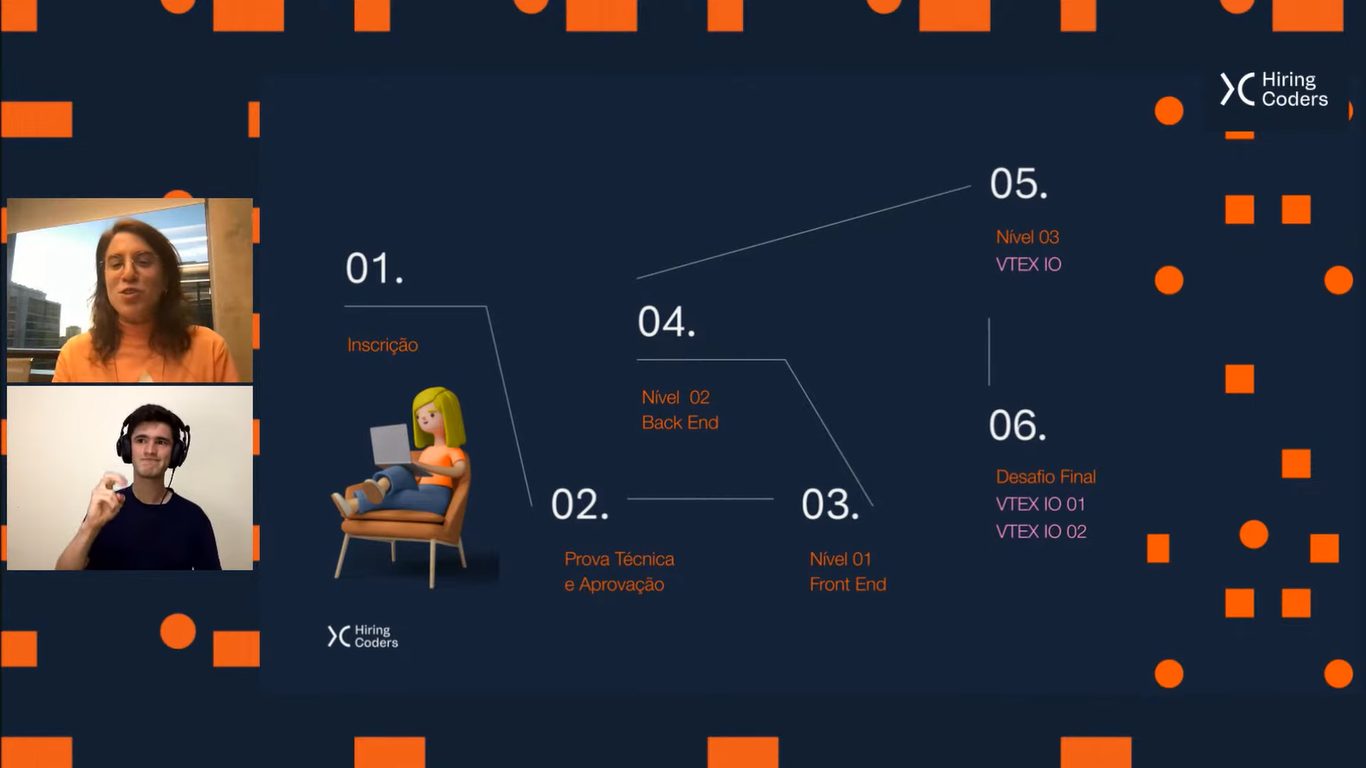 Hiring
Coders
01.
Inscrição
02.
Prova Técnica
e Aprovação
03.
Nível 01
Front End
04.
Nível 02
Back End
05.
Nível 03
VTEX IO
06.
Desafio Final
VTEX IO 01
VTEX IO 02
Hiring
Coders